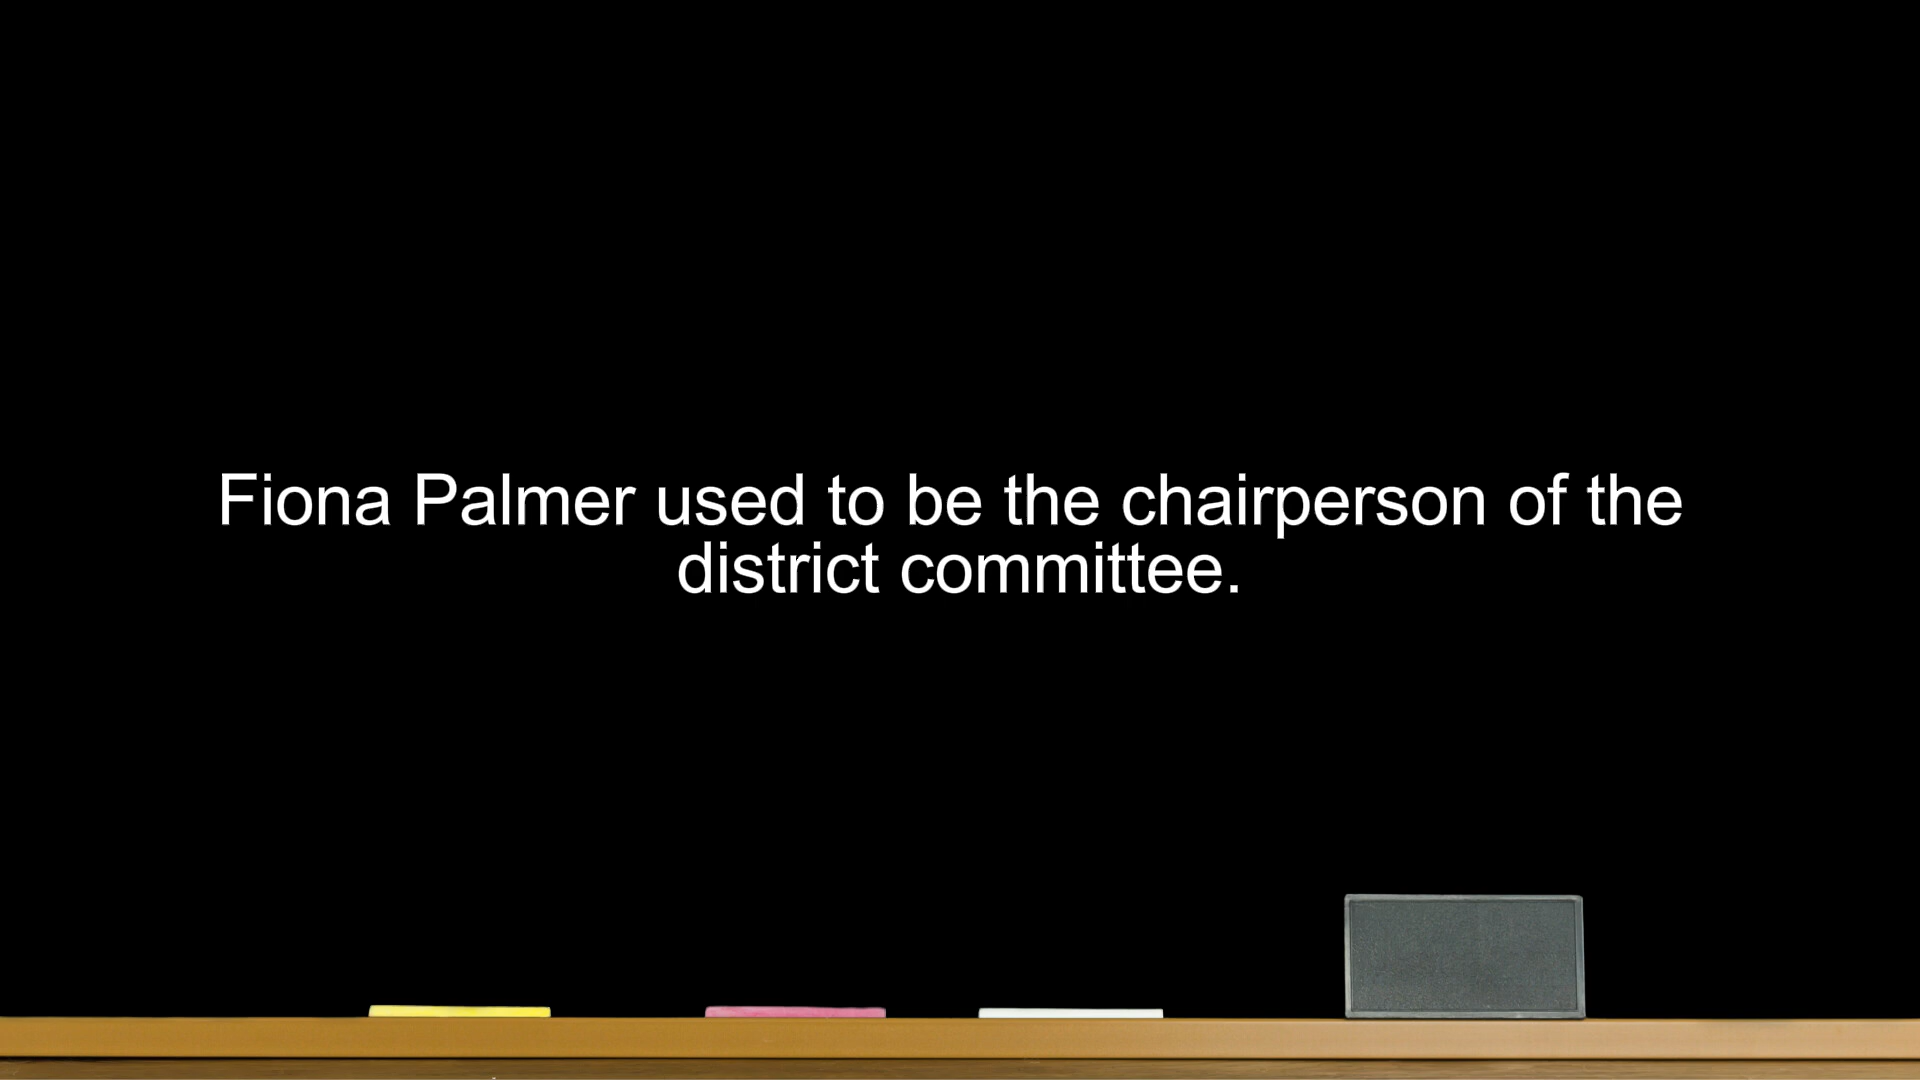 Fiona Palmer used to be the chairperson of the
district committee.